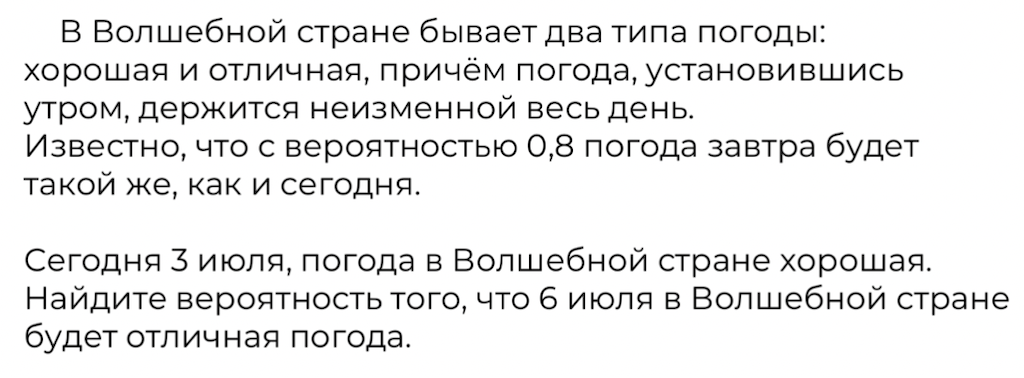 В Волшебной стране бывает два типа погоды:
хорошая и отличная, причём погода, установившись
утром, держится неизменной весь день.
Известно, что с вероятностью 0,8 погода завтра будет
такой же, как и сегодня.
Сегодня 3 июля, погода в Волшебной стране хорошая.
Найдите вероятность того, что 6 июля в Волшебной стране
будет отличная погода.